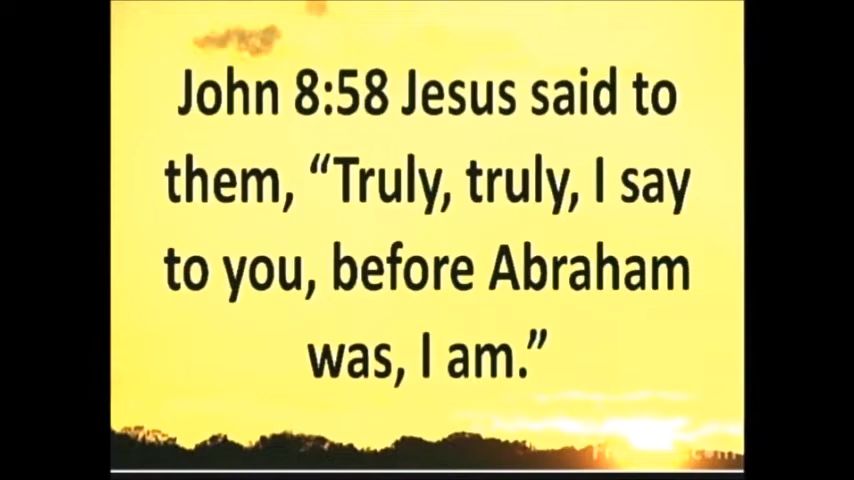 John 8:58 Jesus said to
them, “Truly, truly, I say
to you, before Abraham
was, I am.”